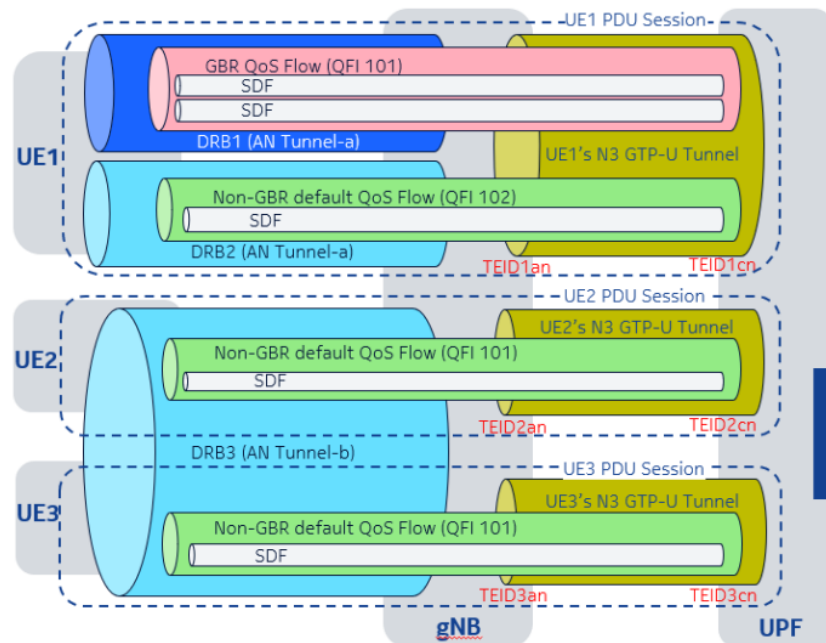 UE1 PDU Session
GBR QoS Flow (QFI 101)
SDF
SDF
DRB1 (AN Tunnel-a)
UE1
UE1's N3 GTP-U Tunnel
Non-GBR default QoS Flow (QFI 102)
SDF
DRB2 (AN Tunnel-a)
TEID1an
TEID1cn
UE2 PDU Session
UE2's N3 GTP-U Tunnel
UE2
Non-GBR default QoS Flow (QFI 101)
SDF
TEID2an
TEID2cn
DRB3 (AN Tunnel-b)
UE3 PDU Session
UE3's N3 GTP-U Tunnel
UE3
Non-GBR default QoS Flow (QFI 101)
SDF
TEID3an
TEID3cn
gNB
UPF